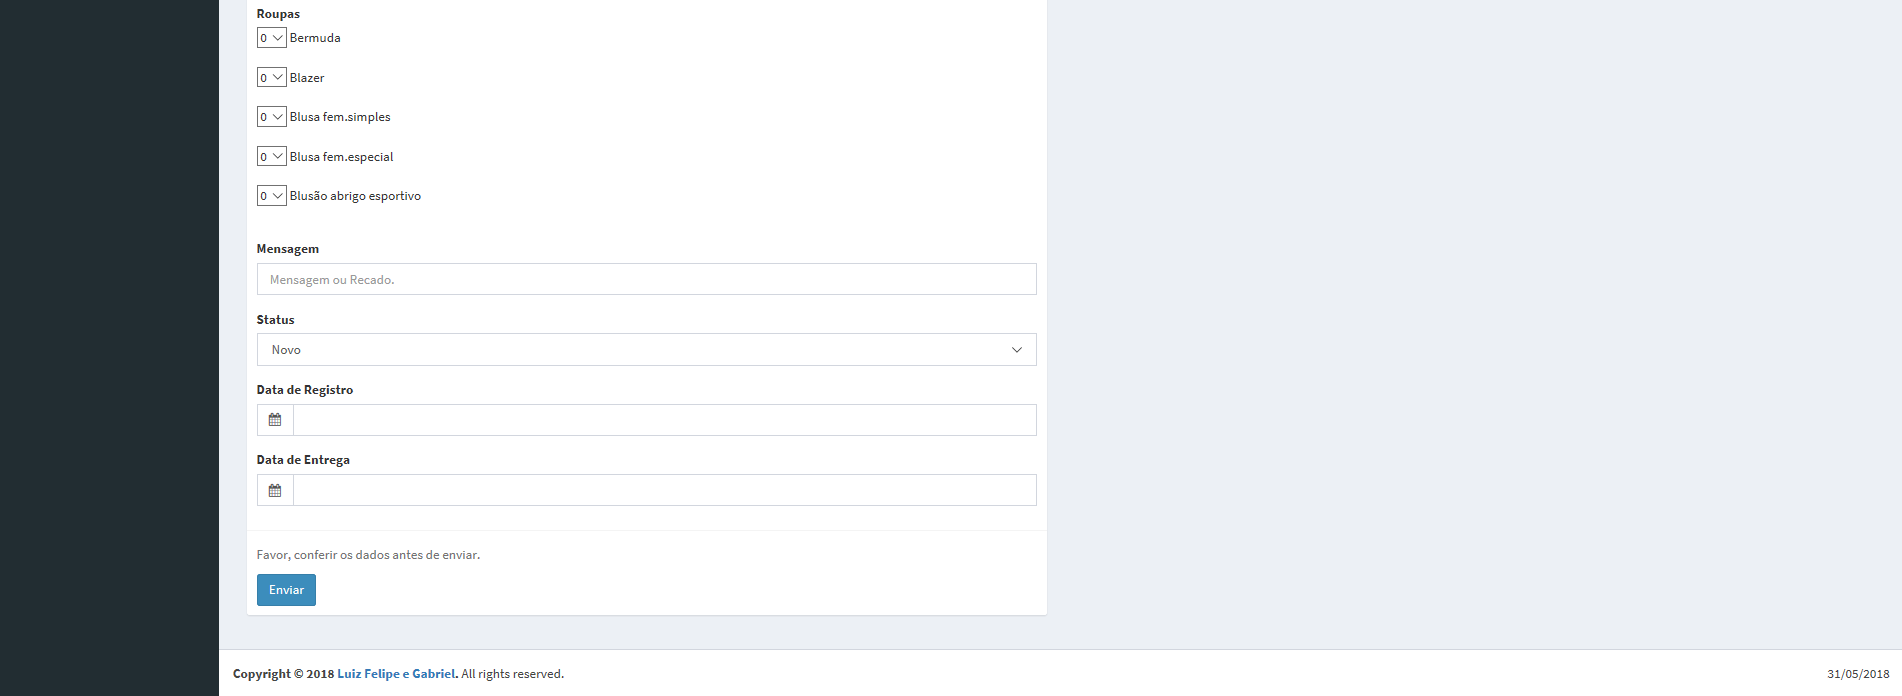 Roupas
0 Bermuda
0 Blazer
0 Blusa fem.simples
0 Blusa fem.especial
0 Blusão abrigo esportivo
Mensagem
Mensagem ou Recado.
Status
Novo
Data de Registro
Data de Entrega
Favor, conferir os dados antes de enviar.
Enviar
Copyright © 2018 Luiz Felipe e Gabriel. All rights reserved. 31/05/2018